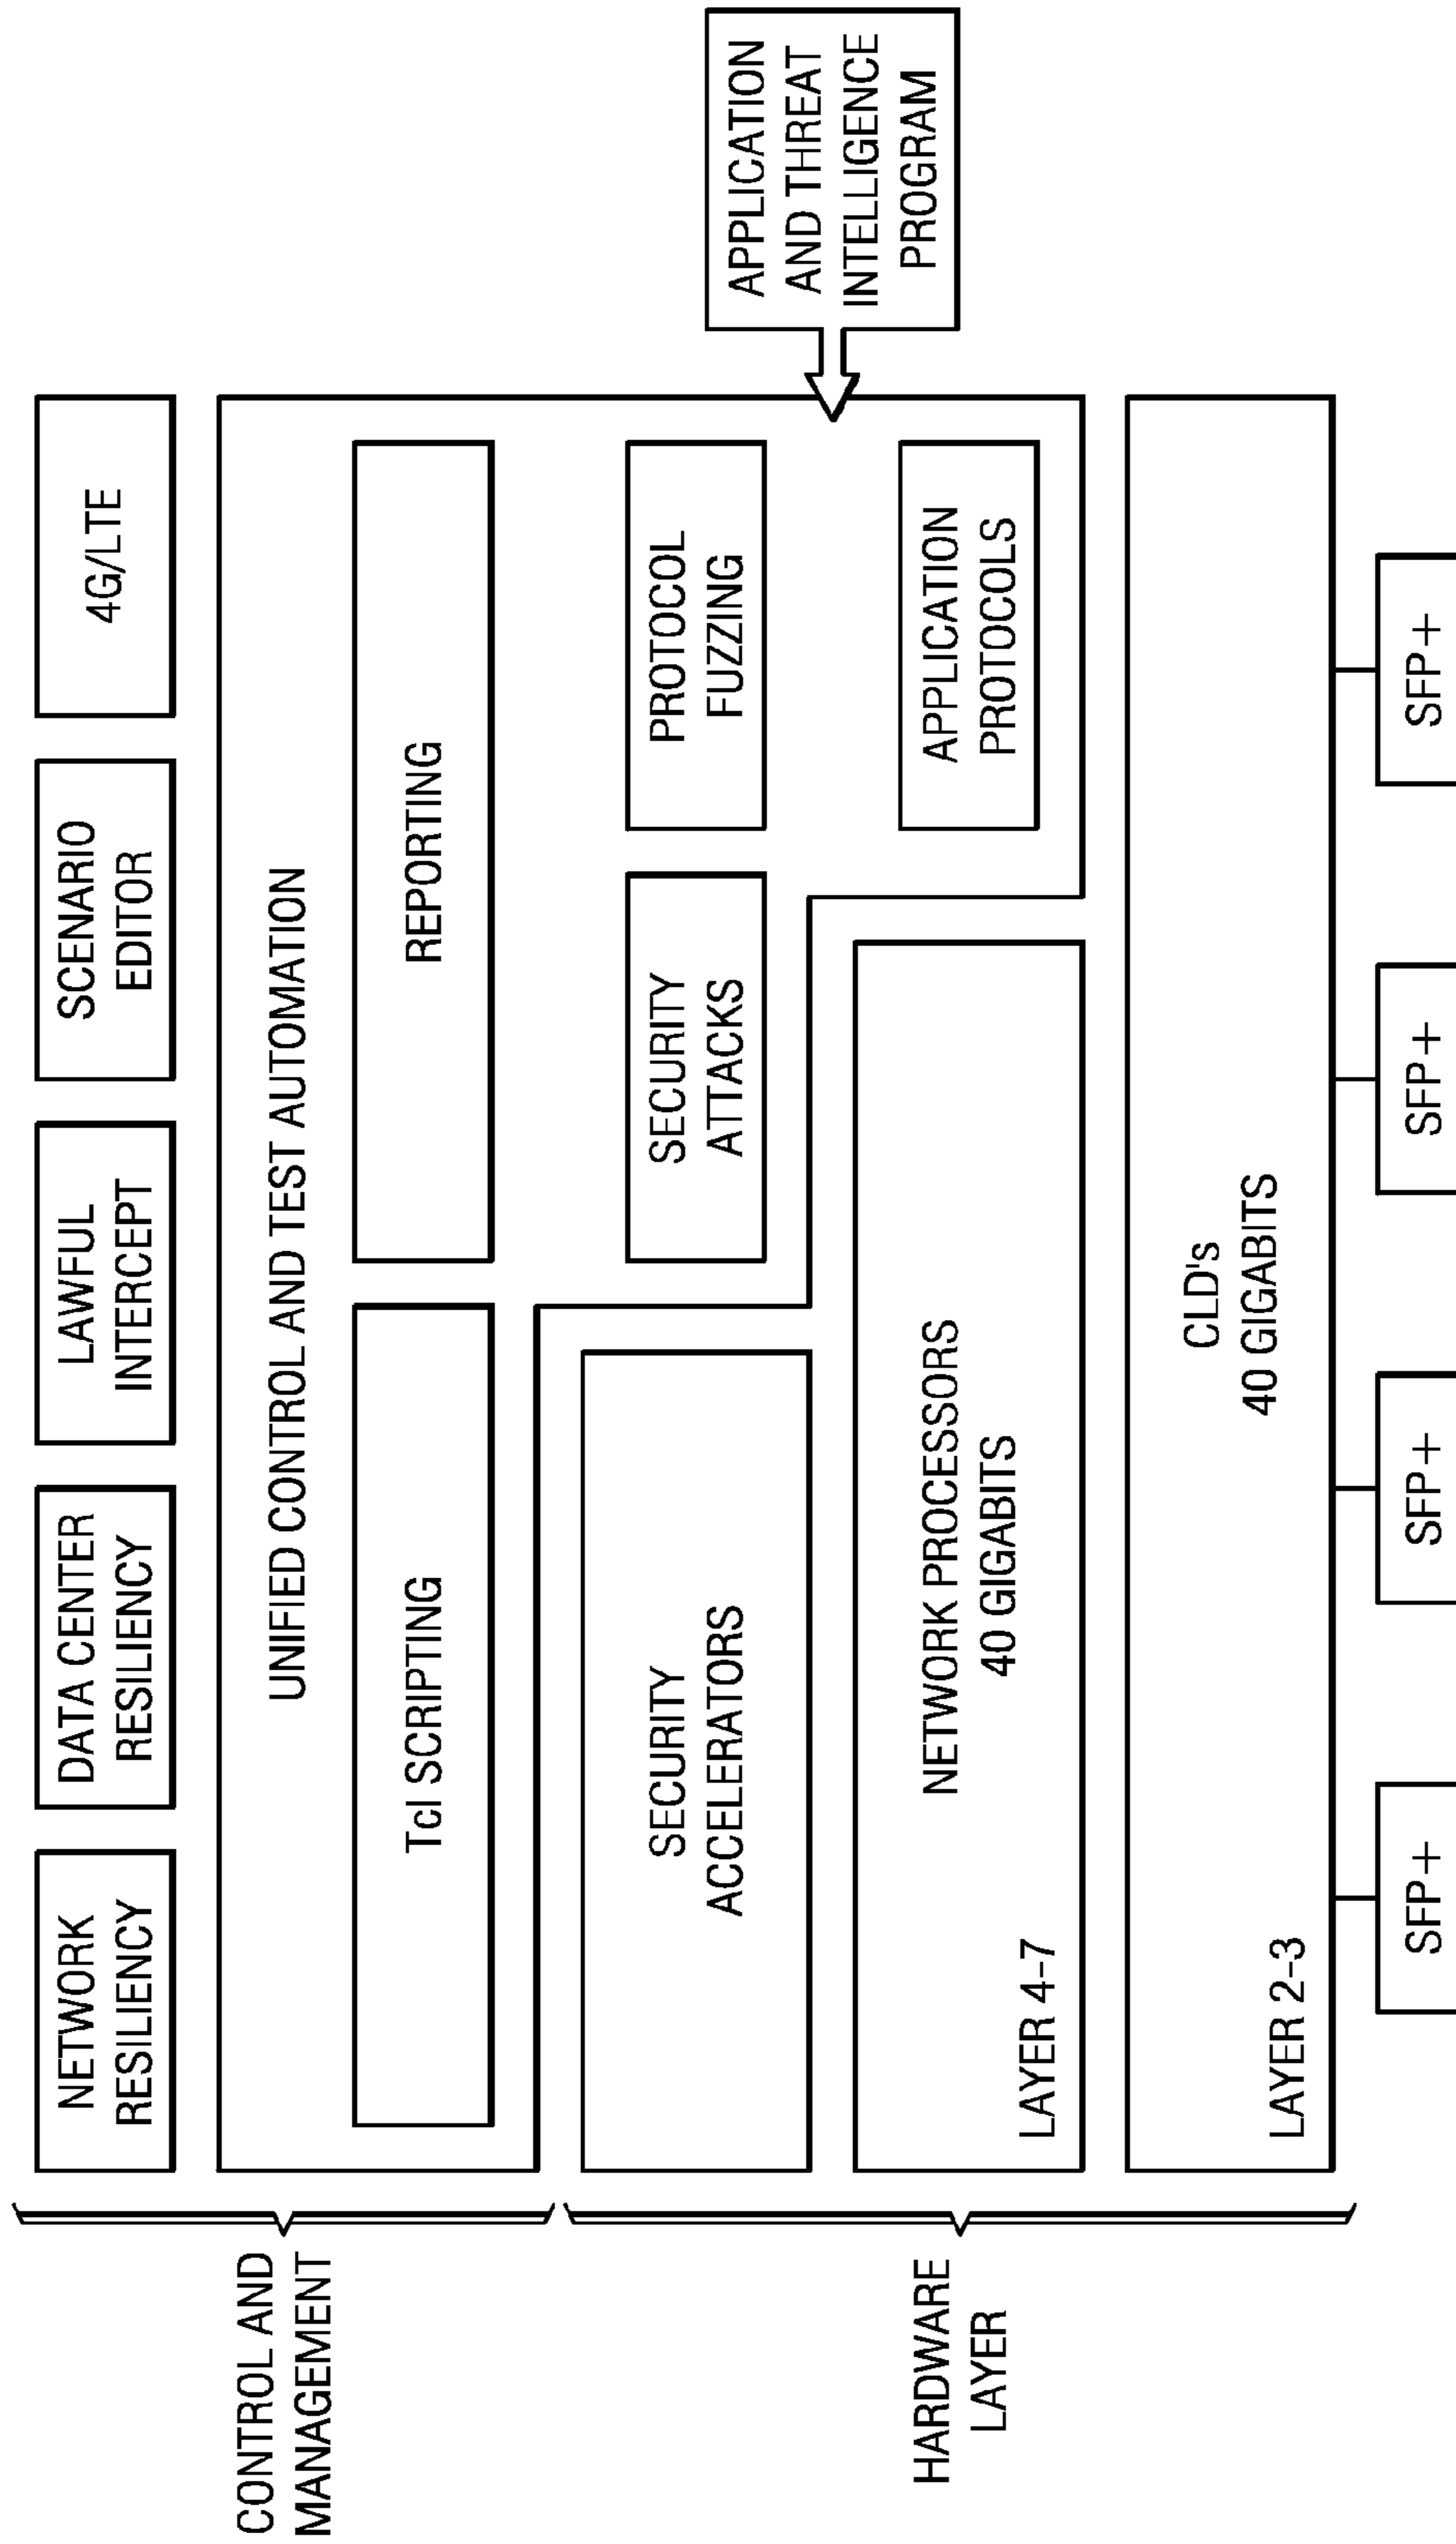 NETWORK
RESILIENCY
DATA CENTER
RESILIENCY
LAWFUL
INTERCEPT
SCENARIO
EDITOR
4G/LTE
CONTROL AND
MANAGEMENT
UNIFIED CONTROL AND TEST AUTOMATION
Tcl SCRIPTING
REPORTING
SECURITY
ACCELERATORS
SECURITY
ATTACKS
PROTOCOL
FUZZING
APPLICATION
AND THREAT
INTELLIGENCE
PROGRAM
HARDWARE
LAYER
NETWORK PROCESSORS
40 GIGABITS
LAYER 4-7
APPLICATION
PROTOCOLS
CLD's
40 GIGABITS
LAYER 2-3
SFP+
SFP+
SFP+
SFP+